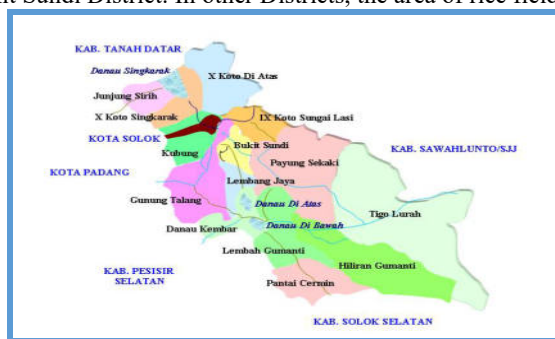 nt Sundi District. In other Districts, the area of rice field
KAB. TANAH DATAR
Danau Singkarak
X Koto Di Atas
Junjung Sirih
X Koto Singkarak
IX Koto Sungai Lasi
KOTA SOLOK
Bukit Sundi
KAB. SAWAHLUNTO/SJJ
Kubung
Payung Sekaki
KOTA PADANG
Lembang Jaya
Gunung Talang
Danau Di Atas
Tigo Lurah
Danau Kembar
Danau Di Bawah
Lembah Gumanti
Hiliran Gumanti
KAB. PESISIR
SELATAN
Pantai Cermin
KAB. SOLOK SELATAN